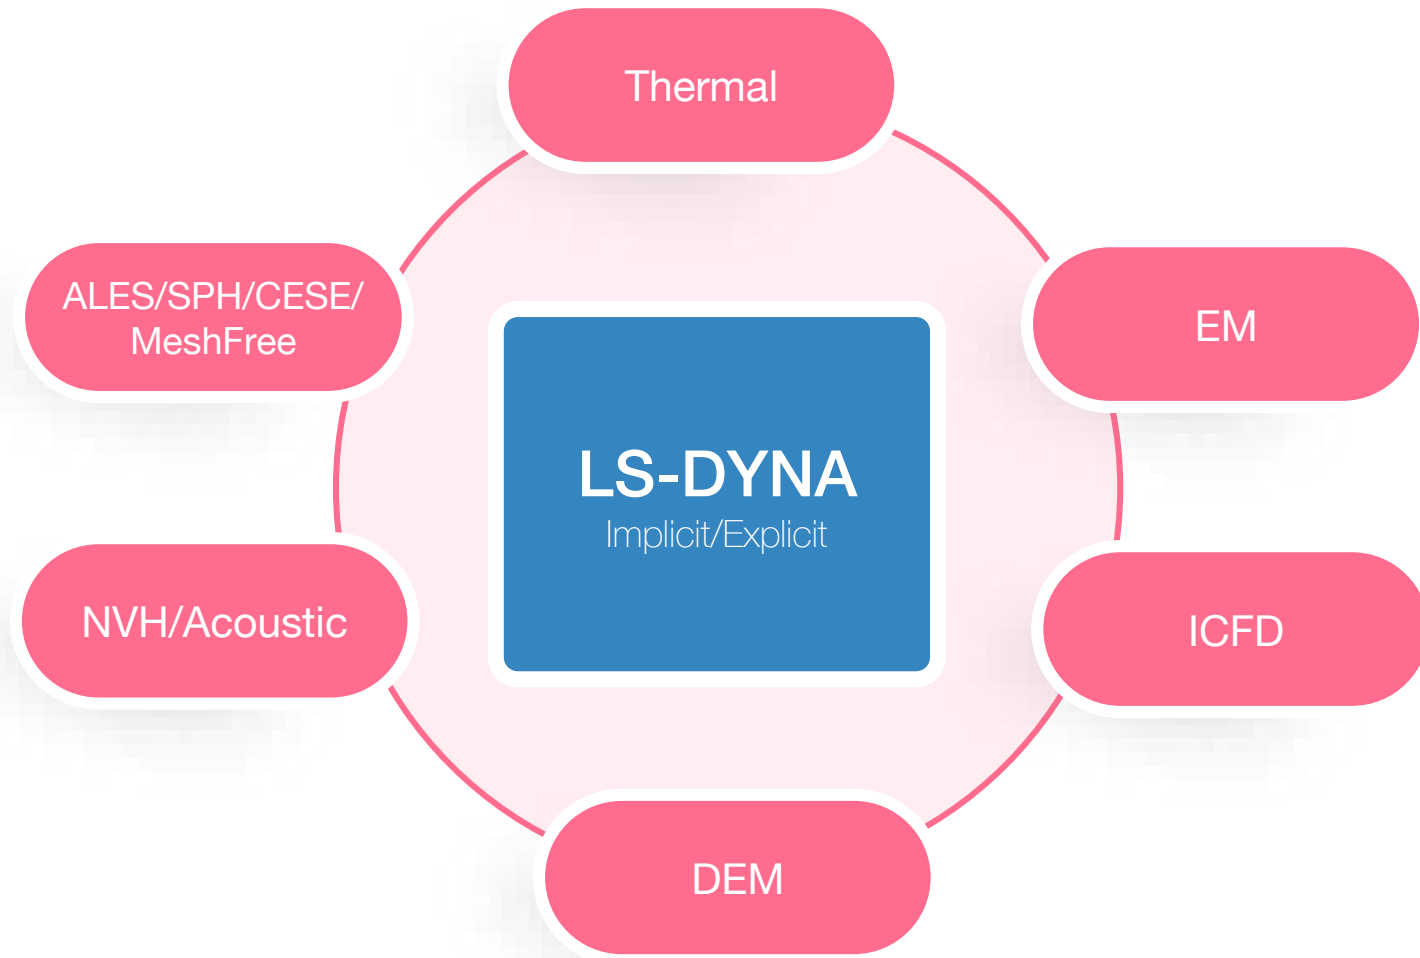 Thermal
ALES/SPH/CESE/
MeshFree
EM
LS-DYNA
Implicit/Explicit
NVH/Acoustic
ICFD
DEM